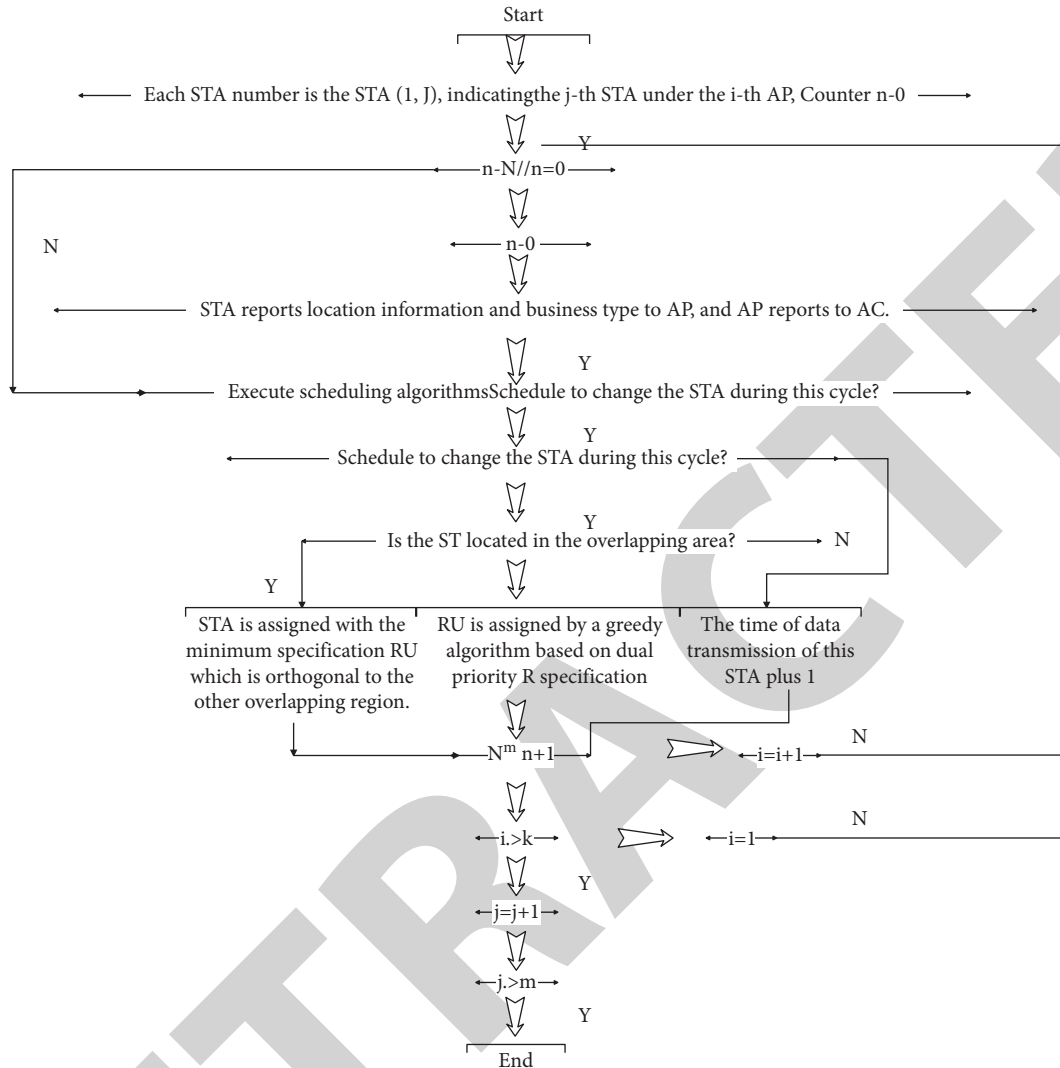 Start
Each STA number is the STA (1, J), indicatingthe j-th STA under the i-th AP, Counter n-0
Y
n-N//n=0
N
n-0
STA reports location information and business type to AP, and AP reports to AC.
Y
Execute scheduling algorithmsSchedule to change the STA during this cycle?
Y
Schedule to change the STA during this cycle?
Y
Is the ST located in the overlapping area?
N
Y
STA is assigned with the
minimum specification RU
which is orthogonal to the
other overlapping region.
RU is assigned by a greedy
algorithm based on dual
priority R specification
The time of data
transmission of this
STA plus 1
N^m n+1
i=i+1
N
i.>k
i=1
N
Y
j=j+1
j.>m
Y
End